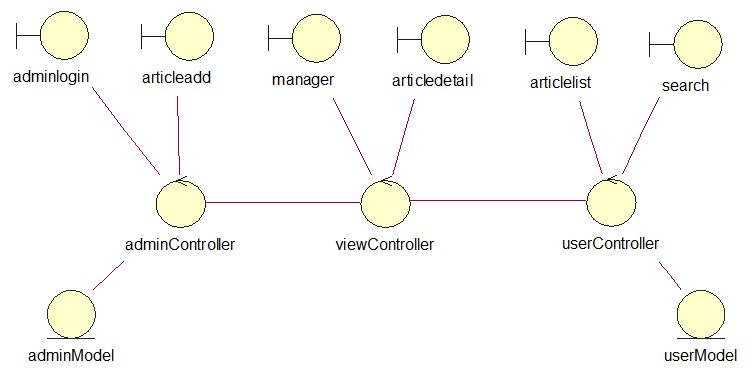 adminlogin
articleadd
manager
articledetail
articlelist
search
adminController
viewController
userController
adminModel
userModel